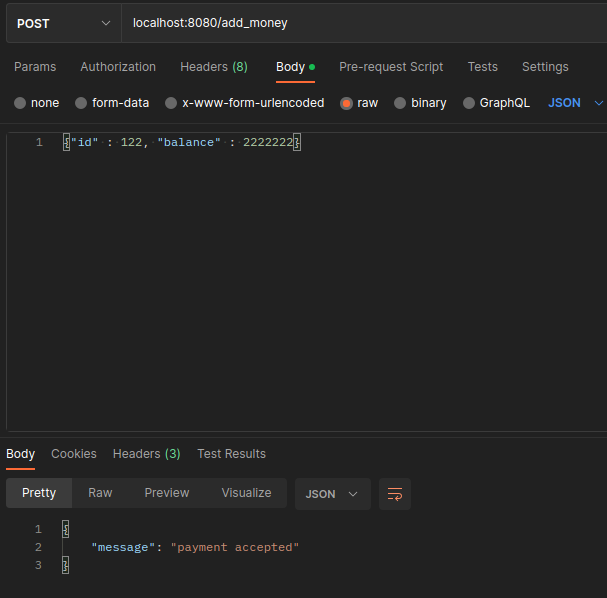 POST localhost:8080/add_money
Params Authorization Headers (8) Body Pre-request Script Tests Settings
none form-data x-www-form-urlencoded raw binary GraphQL JSON
1 {"id" : 122, "balance" : 2222222}
Body Cookies Headers (3) Test Results
Pretty Raw Preview Visualize JSON
1 {
2 "message": "payment accepted"
3 }